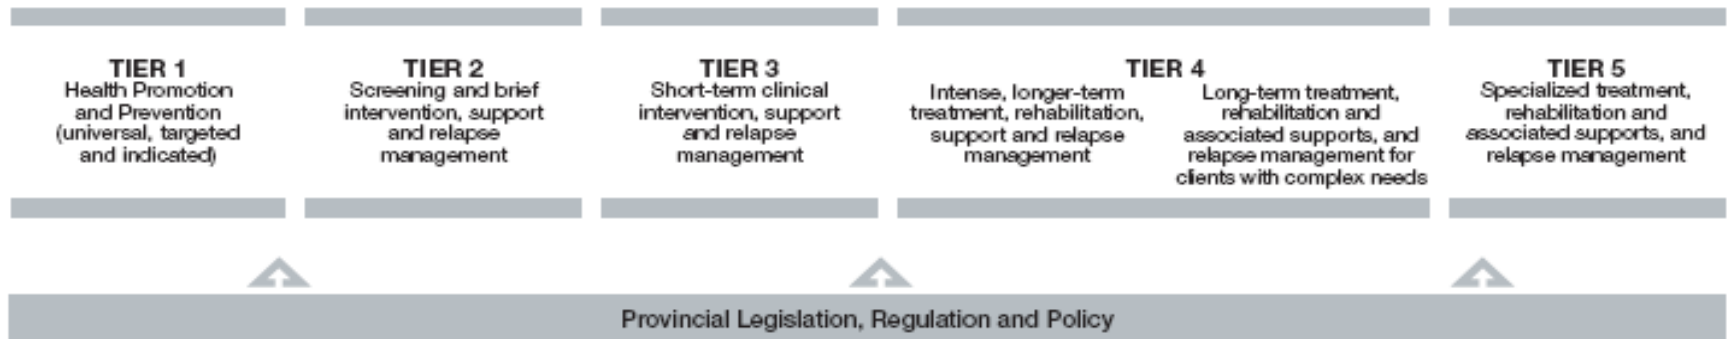 TIER 1
Health Promotion
and Prevention
(universal, targeted
and indicated)
TIER 2
Screening and brief
intervention, support
and relapse
management
TIER 3
Short-term clinical
intervention, support
and relapse
management
TIER 4
Intense, longer-term
treatment, rehabilitation,
support and relapse
management
Long-term treatment,
rehabilitation and
associated supports, and
relapse management for
clients with complex needs
TIER 5
Specialized treatment,
rehabilitation and
associated supports, and
relapse management
Provincial Legislation, Regulation and Policy